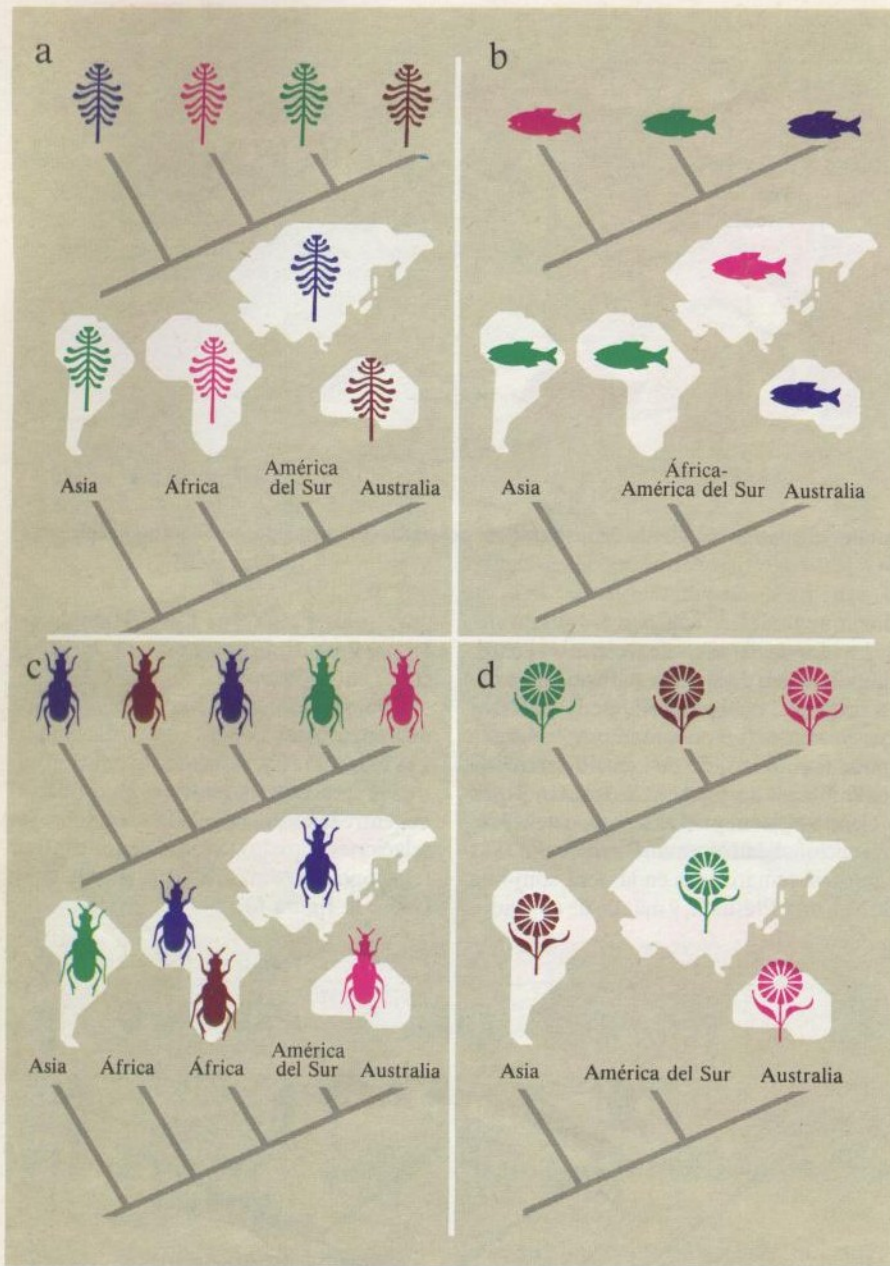 a
b
Asia África América del Sur Australia
Asia África-América del Sur Australia
c
d
Asia África África América del Sur Australia
Asia América del Sur Australia